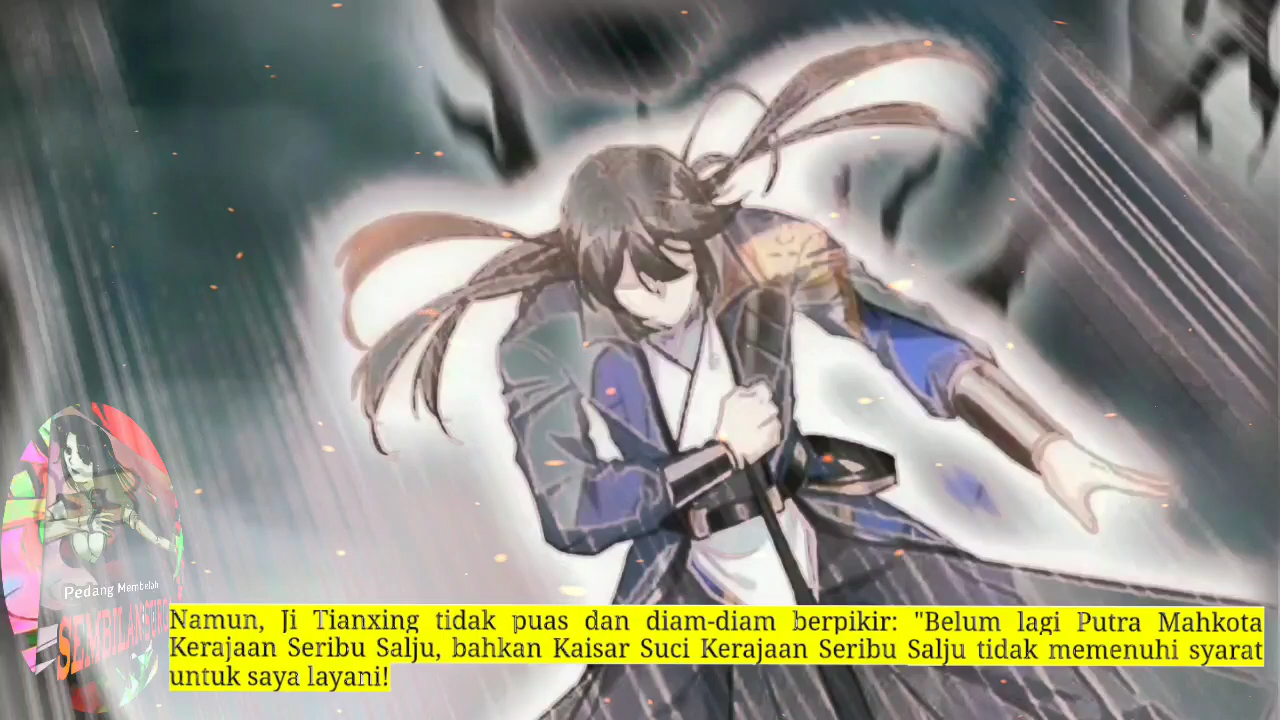 Pedang Membelah
Namun, Ji Tianxing tidak puas dan diam-diam berpikir: "Belum lagi Putra Mahkota
Kerajaan Seribu Salju, bahkan Kaisar Suci Kerajaan Seribu Salju tidak memenuhi syarat
untuk saya layani!